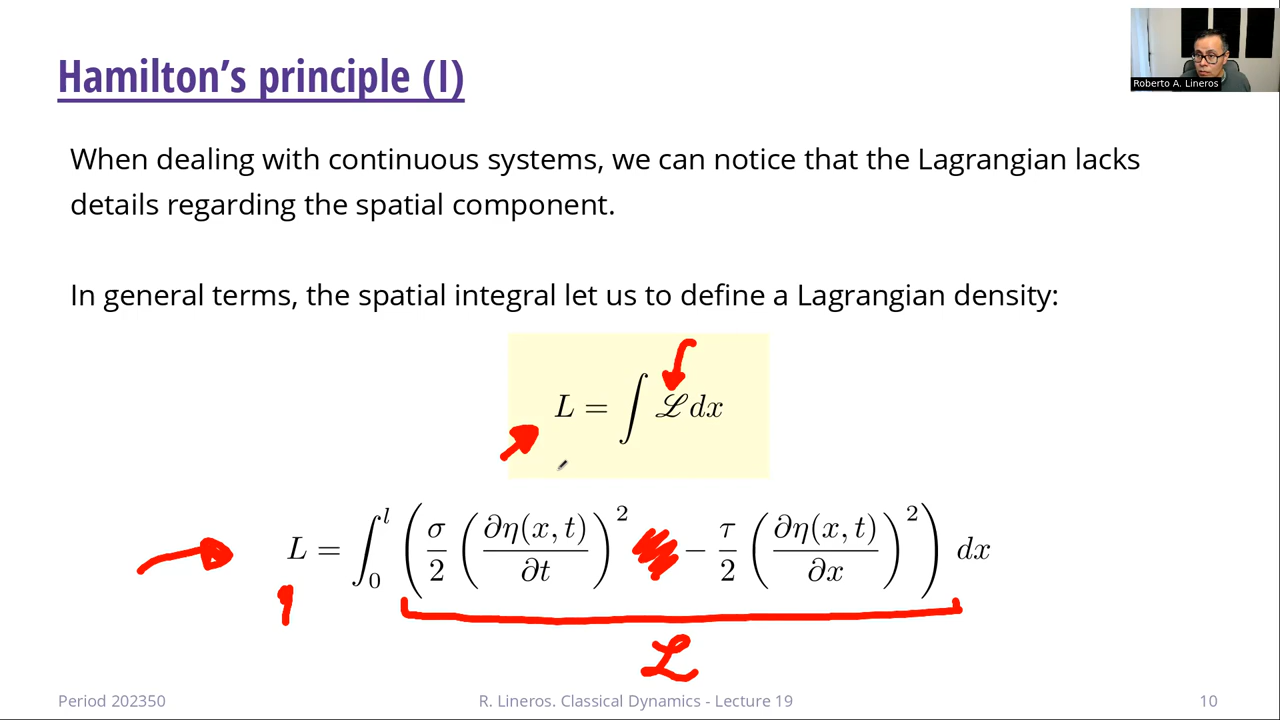 Hamilton's principle (I)
Roberto A. Lineros
When dealing with continuous systems, we can notice that the Lagrangian lacks
details regarding the spatial component.
In general terms, the spatial integral let us to define a Lagrangian density:
L = ∫ ℒ dx
L = ∫₀ˡ ( σ/2 ( ∂η(x, t)/∂t )² − τ/2 ( ∂η(x, t)/∂x )² ) dx
ℒ
Period 202350
R. Lineros. Classical Dynamics - Lecture 19
10